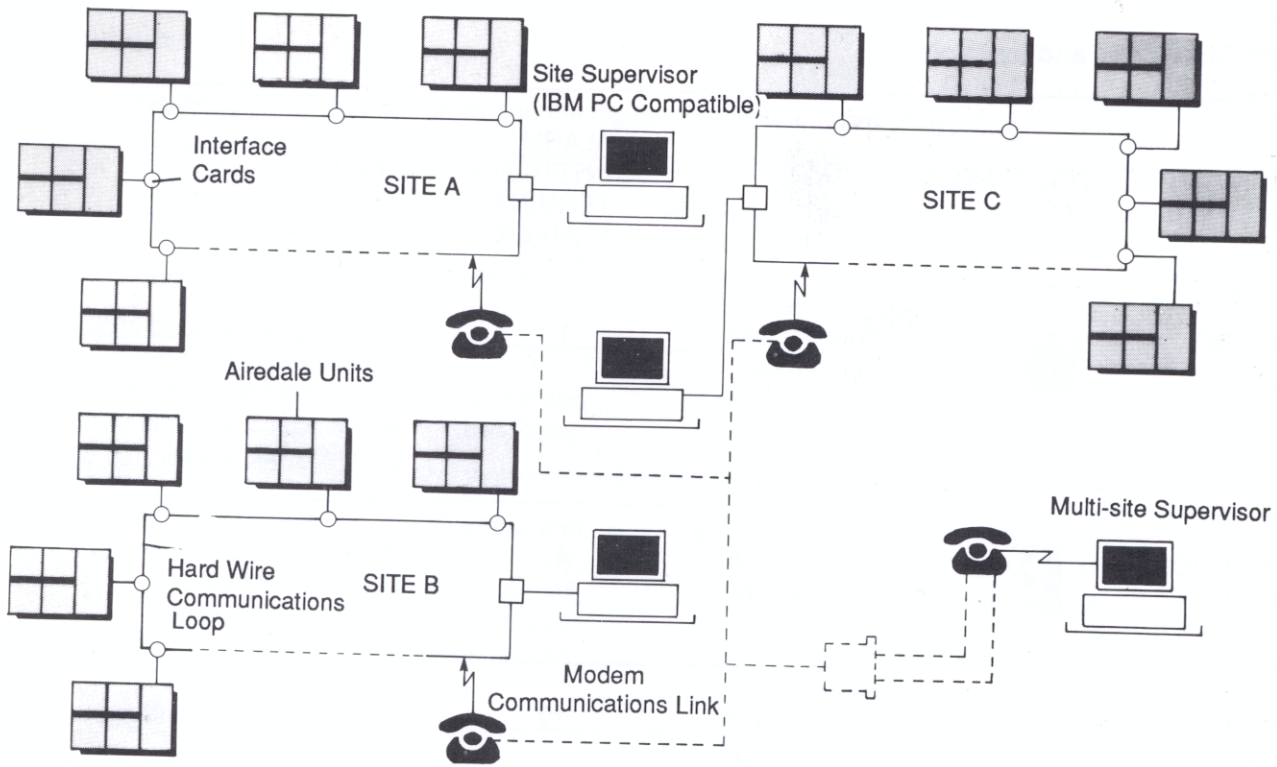 Site Supervisor
(IBM PC Compatible)
Interface
Cards
SITE A
SITE C
Airedale Units
Multi-site Supervisor
Hard Wire
Communications
Loop
SITE B
Modem
Communications Link